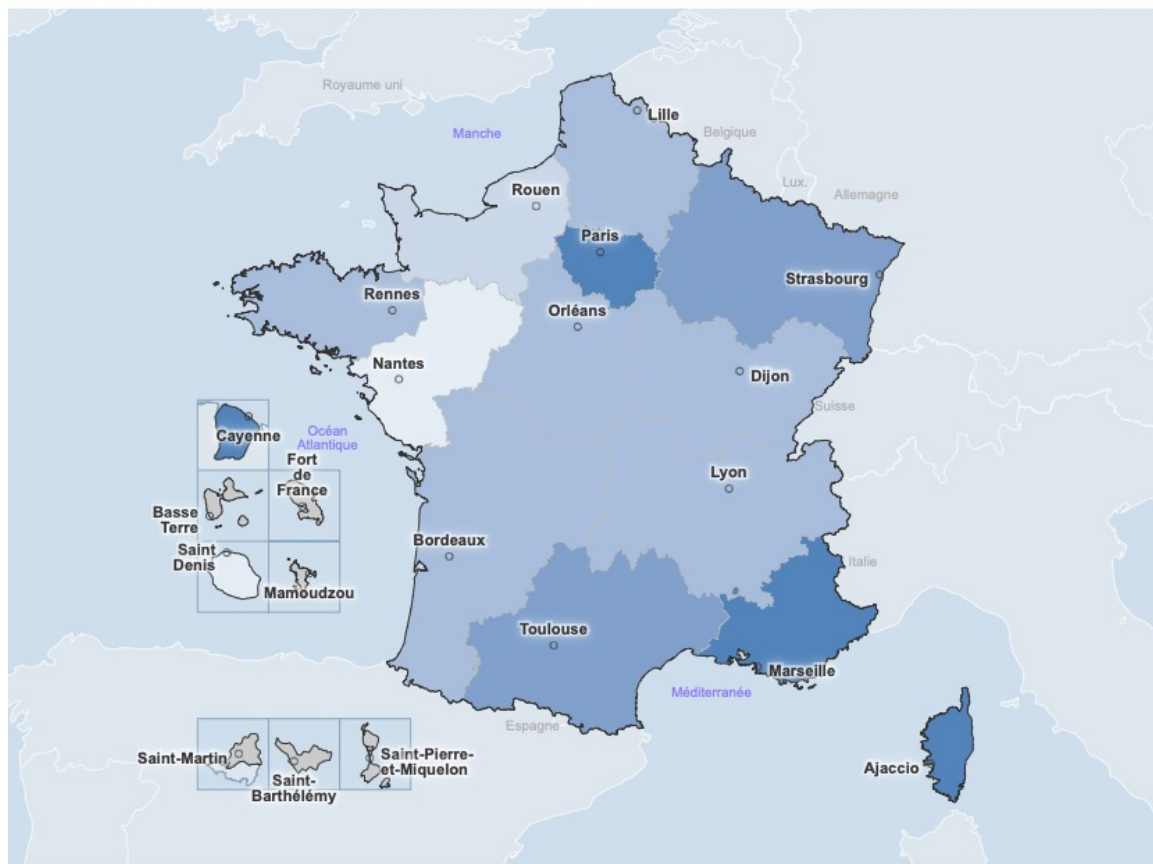 Royaume uni
Lille
Manche
Belgique
Rouen
Lux.
Allemagne
Paris
Strasbourg
Rennes
Orléans
Nantes
Dijon
Suisse
Océan
Atlantique
Cayenne
Fort
de
France
Lyon
Basse
Terre
Bordeaux
Saint
Denis
Italie
Mamoudzou
Toulouse
Marseille
Méditerranée
Espagne
Saint-Martin
Saint-Pierre-
et-Miquelon
Saint-
Barthélémy
Ajaccio